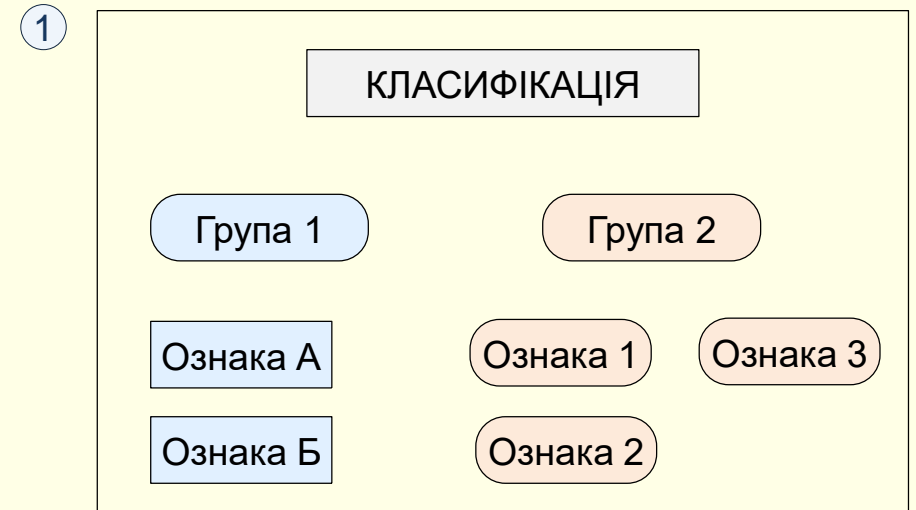 1
КЛАСИФІКАЦІЯ
Група 1
Група 2
Ознака А
Ознака 1
Ознака 3
Ознака Б
Ознака 2